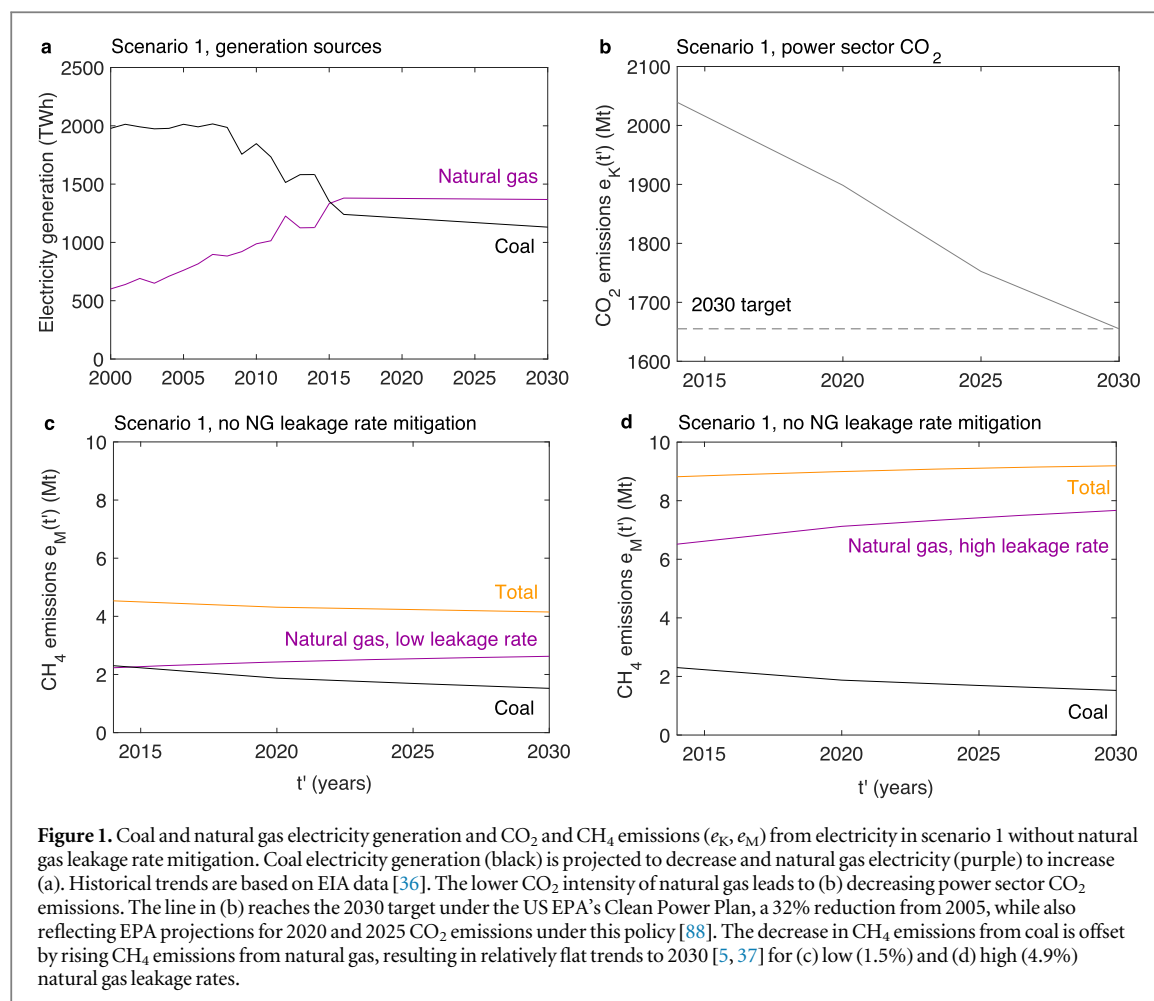 a Scenario 1, generation sources
2500
2000
1500
1000
500
0
Electricity generation (TWh)
Natural gas
Coal
2000 2005 2010 2015 2020 2025 2030
b Scenario 1, power sector CO2
2100
2000
1900
1800
1700
1600
CO2 emissions eK(t') (Mt)
2030 target
2015 2020 2025 2030
c Scenario 1, no NG leakage rate mitigation
10
8
6
4
2
0
CH4 emissions eM(t') (Mt)
Total
Natural gas, low leakage rate
Coal
2015 2020 2025 2030
t' (years)
d Scenario 1, no NG leakage rate mitigation
10
8
6
4
2
0
CH4 emissions eM(t') (Mt)
Total
Natural gas, high leakage rate
Coal
2015 2020 2025 2030
t' (years)
Figure 1. Coal and natural gas electricity generation and CO2 and CH4 emissions (eK, eM) from electricity in scenario 1 without natural
gas leakage rate mitigation. Coal electricity generation (black) is projected to decrease and natural gas electricity (purple) to increase
(a). Historical trends are based on EIA data [36]. The lower CO2 intensity of natural gas leads to (b) decreasing power sector CO2
emissions. The line in (b) reaches the 2030 target under the US EPA's Clean Power Plan, a 32% reduction from 2005, while also
reflecting EPA projections for 2020 and 2025 CO2 emissions under this policy [88]. The decrease in CH4 emissions from coal is offset
by rising CH4 emissions from natural gas, resulting in relatively flat trends to 2030 [5, 37] for (c) low (1.5%) and (d) high (4.9%)
natural gas leakage rates.